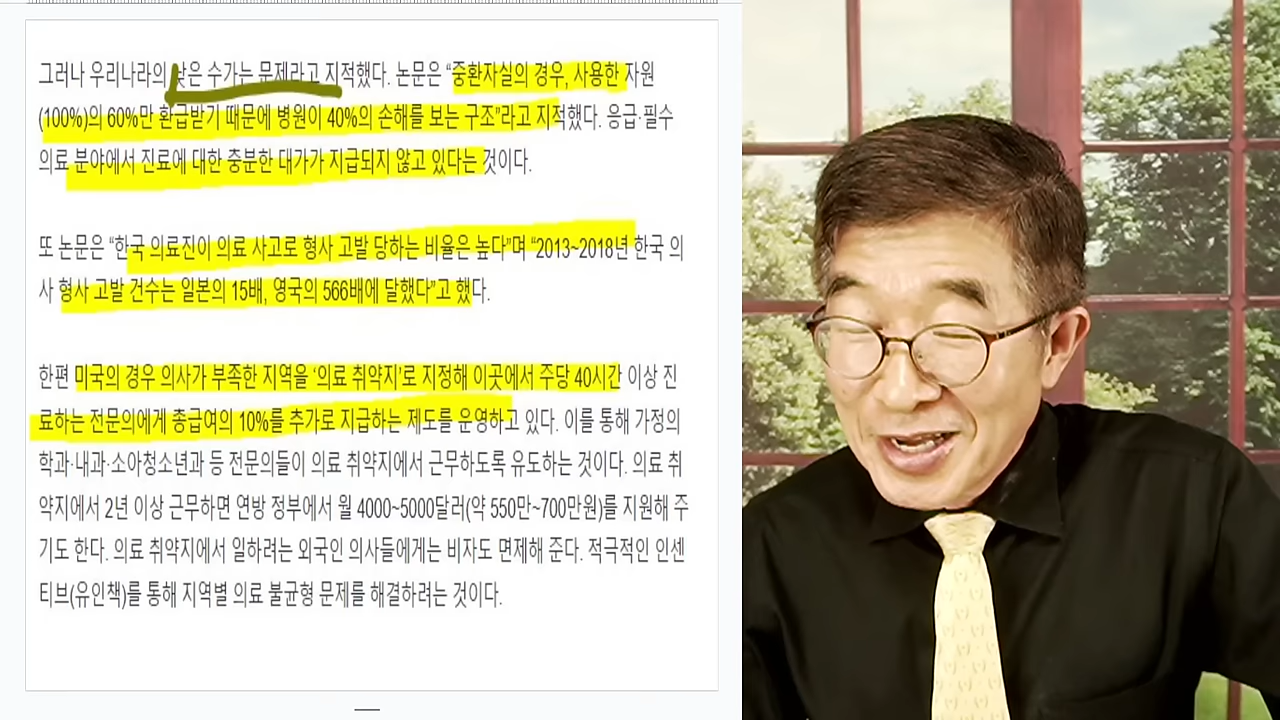 그러나 우리나라의 낮은 수가는 문제라고 지적했다. 논문은 “중환자실의 경우, 사용한 자원
(100%)의 60%만 환급받기 때문에 병원이 40%의 손해를 보는 구조”라고 지적했다. 응급·필수
의료 분야에서 진료에 대한 충분한 대가가 지급되지 않고 있다는 것이다.
또 논문은 “한국 의료진이 의료 사고로 형사 고발 당하는 비율은 높다”며 “2013~2018년 한국 의
사 형사 고발 건수는 일본의 15배, 영국의 566배에 달했다”고 했다.
한편 미국의 경우 의사가 부족한 지역을 ‘의료 취약지’로 지정해 이곳에서 주당 40시간 이상 진
료하는 전문의에게 총급여의 10%를 추가로 지급하는 제도를 운영하고 있다. 이를 통해 가정의
학과·내과·소아청소년과 등 전문의들이 의료 취약지에서 근무하도록 유도하는 것이다. 의료 취
약지에서 2년 이상 근무하면 연방 정부에서 월 4000~5000달러(약 550만~700만원)를 지원해 주
기도 한다. 의료 취약지에서 일하려는 외국인 의사들에게는 비자도 면제해 준다. 적극적인 인센
티브(유인책)를 통해 지역별 의료 불균형 문제를 해결하려는 것이다.